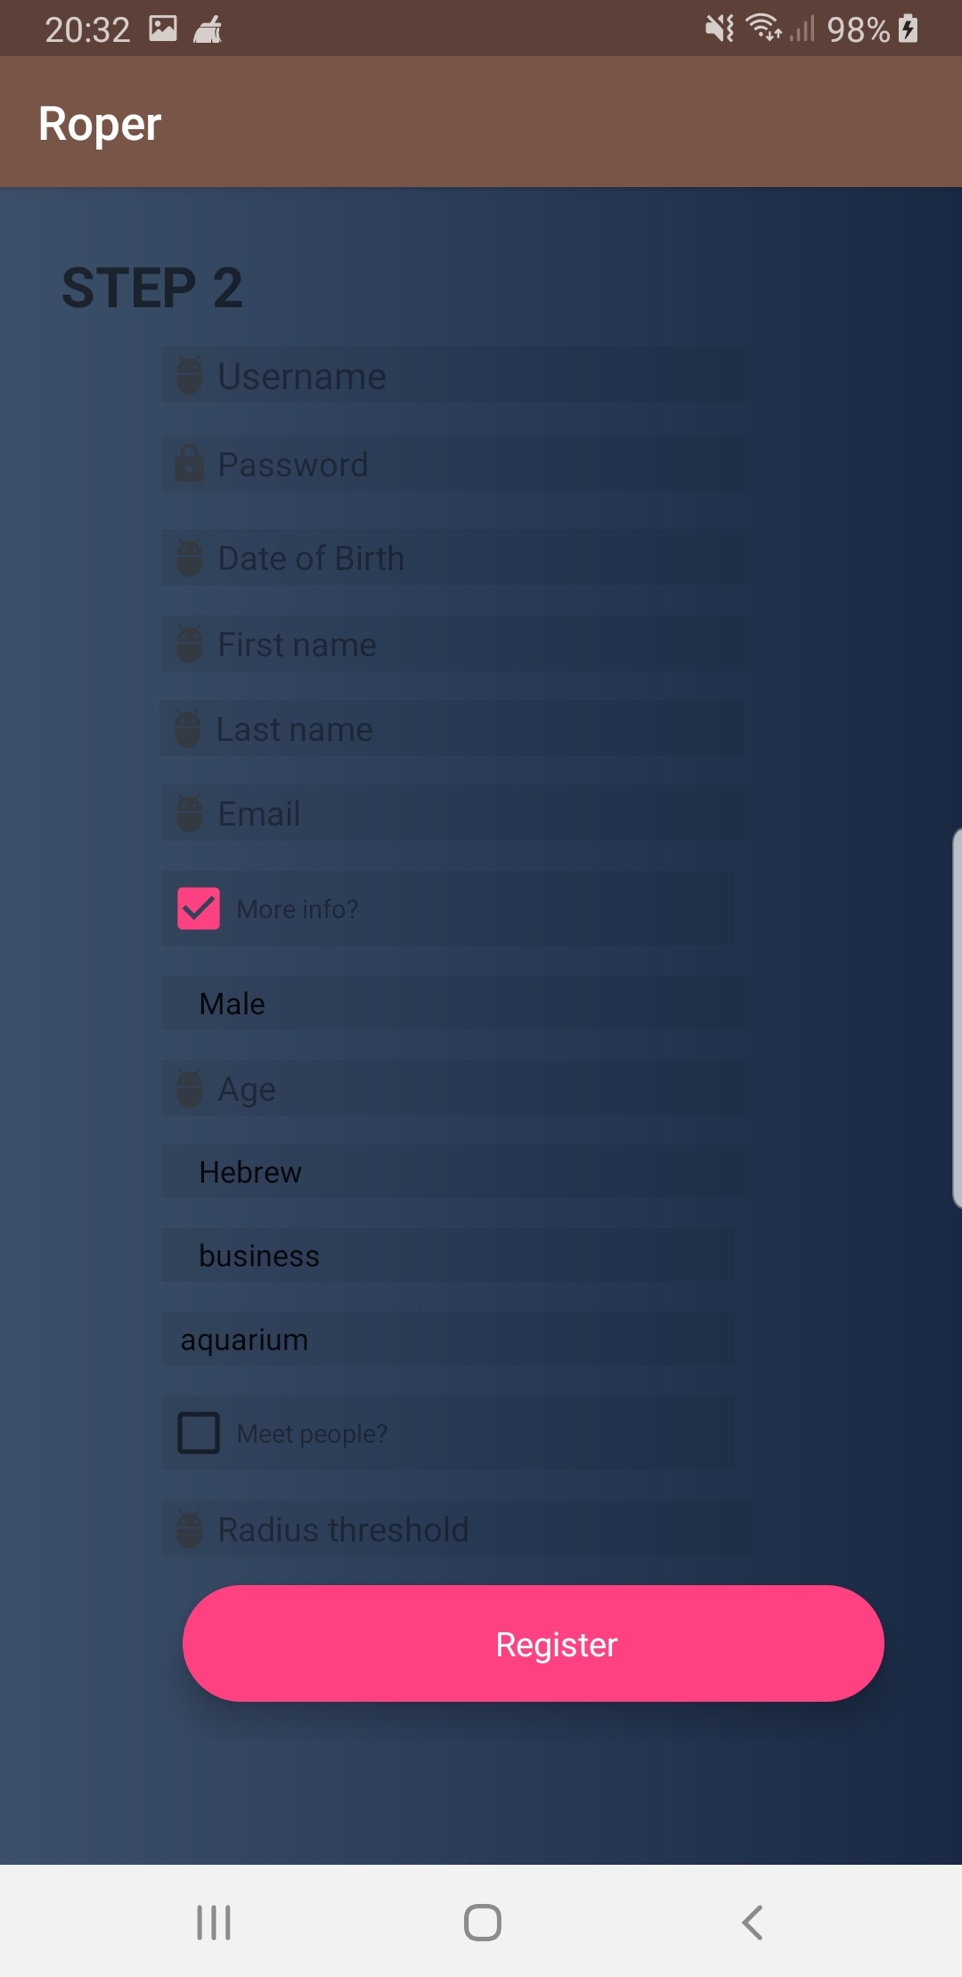 20:32 98%
Roper
STEP 2
Username
Password
Date of Birth
First name
Last name
Email
More info?
Male
Age
Hebrew
business
aquarium
Meet people?
Radius threshold
Register